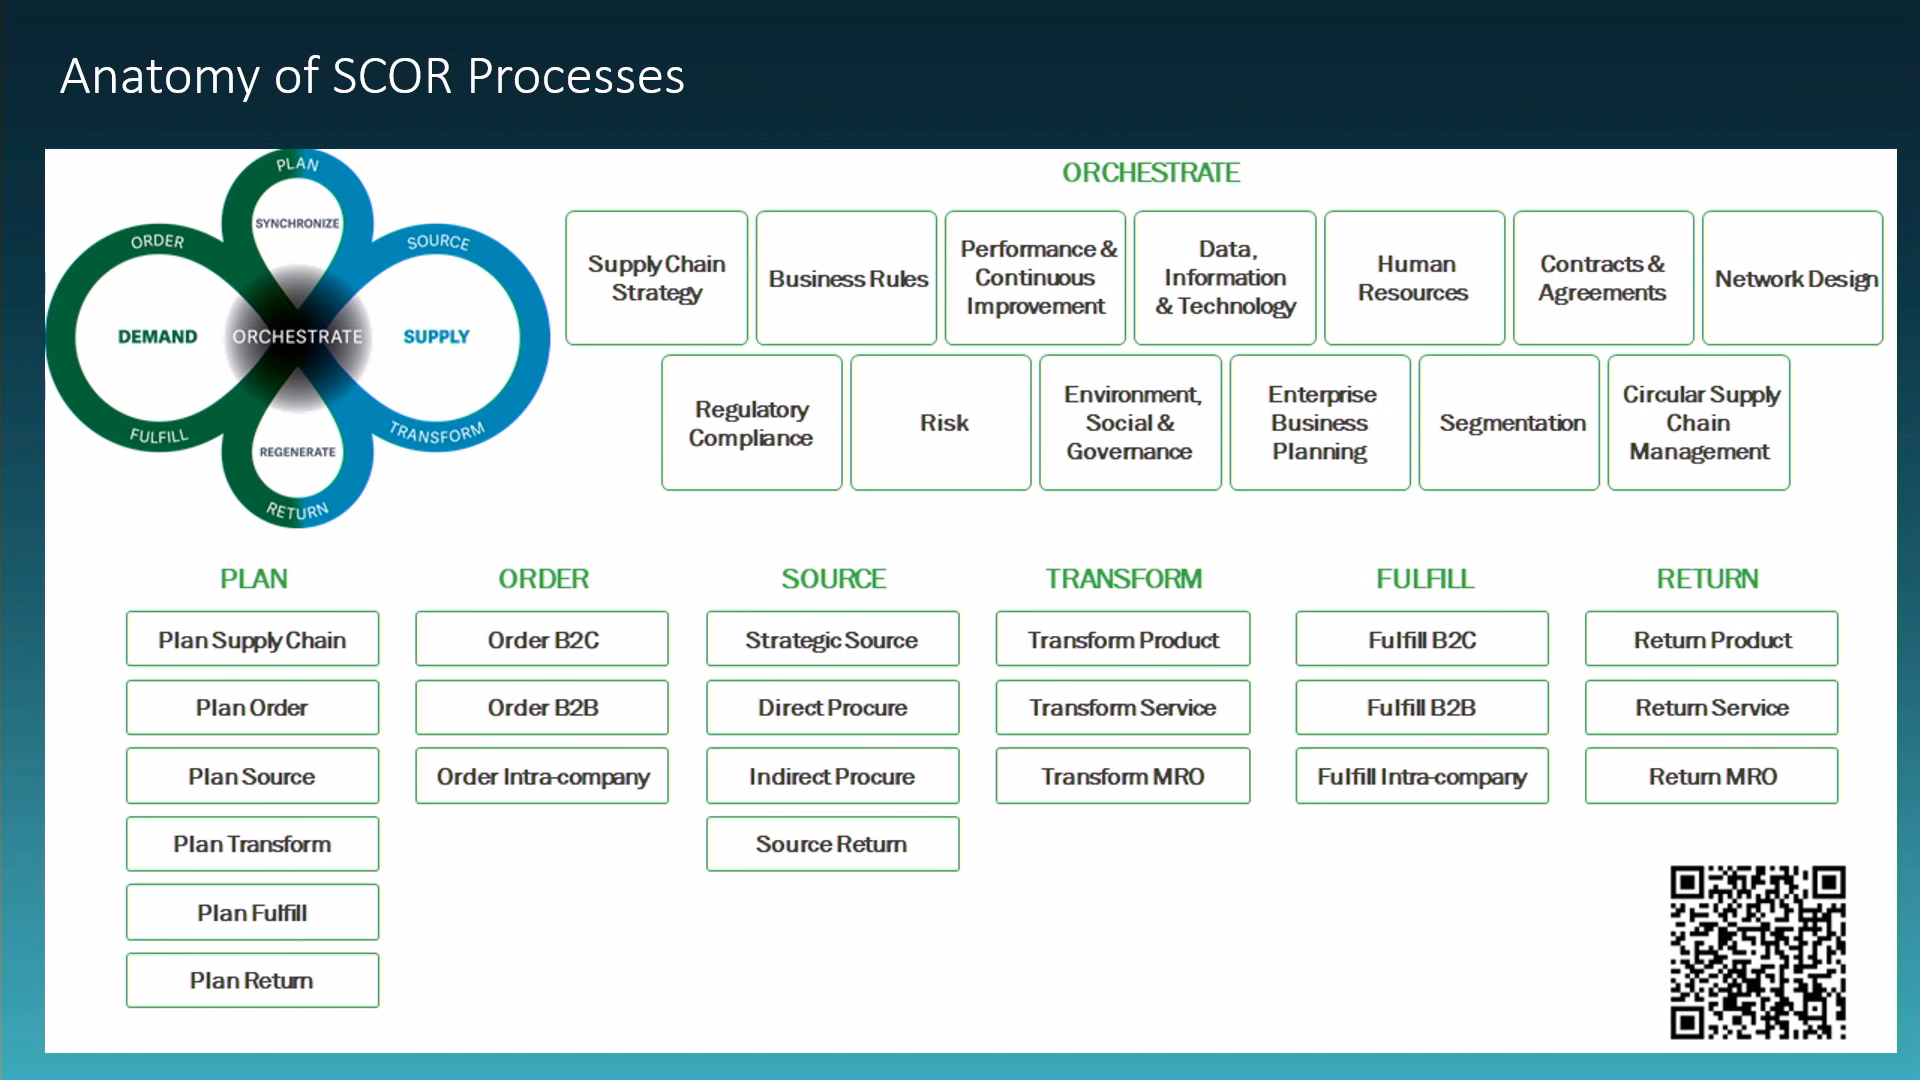 Anatomy of SCOR Processes
PLAN
SYNCHRONIZE
ORDER
SOURCE
DEMAND
ORCHESTRATE
SUPPLY
FULFILL
TRANSFORM
REGENERATE
RETURN
ORCHESTRATE
Supply Chain
Strategy
Business Rules
Performance &
Continuous
Improvement
Data,
Information
& Technology
Human
Resources
Contracts &
Agreements
Network Design
Regulatory
Compliance
Risk
Environment,
Social &
Governance
Enterprise
Business
Planning
Segmentation
Circular Supply
Chain
Management
PLAN
Plan Supply Chain
Plan Order
Plan Source
Plan Transform
Plan Fulfill
Plan Return
ORDER
Order B2C
Order B2B
Order Intra-company
SOURCE
Strategic Source
Direct Procure
Indirect Procure
Source Return
TRANSFORM
Transform Product
Transform Service
Transform MRO
FULFILL
Fulfill B2C
Fulfill B2B
Fulfill Intra-company
RETURN
Return Product
Return Service
Return MRO